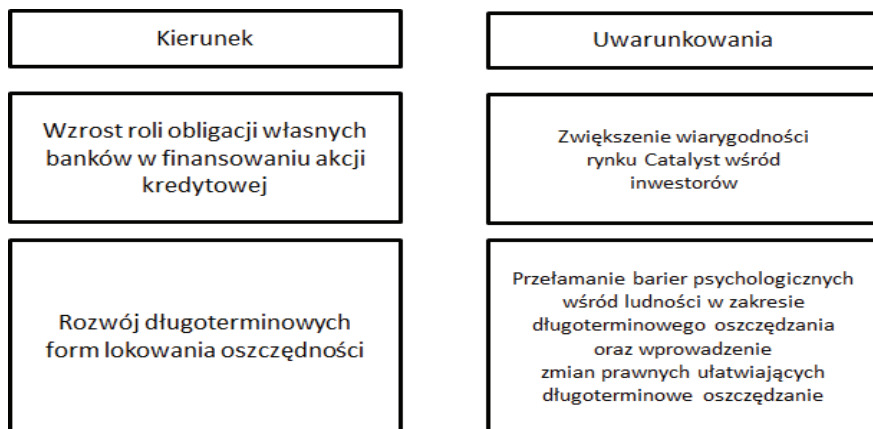 Kierunek
Uwarunkowania
Wzrost roli obligacji własnych
banków w finansowaniu akcji
kredytowej
Zwiększenie wiarygodności
rynku Catalyst wśród
inwestorów
Rozwój długoterminowych
form lokowania oszczędności
Przełamanie barier psychologicznych
wśród ludności w zakresie
długoterminowego oszczędzania
oraz wprowadzenie
zmian prawnych ułatwiających
długoterminowe oszczędzanie